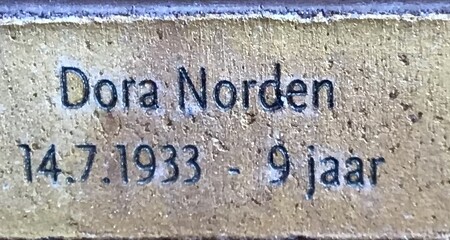 Dora Norden
14.7.1933 - 9 jaar